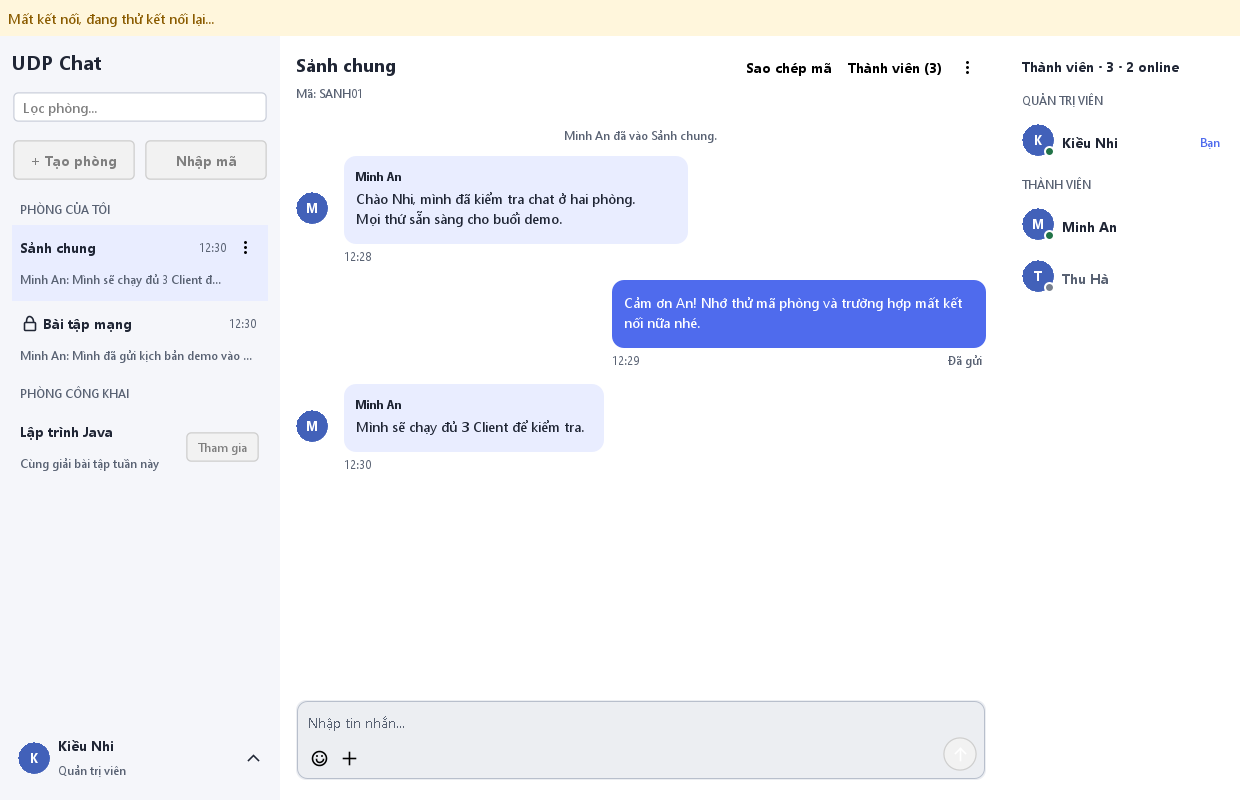 Mất kết nối, đang thử kết nối lại...
UDP Chat
Lọc phòng...
+ Tạo phòng
Nhập mã
PHÒNG CỦA TÔI
Sảnh chung
12:30
Minh An: Mình sẽ chạy đủ 3 Client đ...
Bài tập mạng
12:30
Minh An: Mình đã gửi kịch bản demo vào ...
PHÒNG CÔNG KHAI
Lập trình Java
Cùng giải bài tập tuần này
Tham gia
K
Kiều Nhi
Quản trị viên
Sảnh chung
Mã: SANH01
Sao chép mã
Thành viên (3)
Minh An đã vào Sảnh chung.
M
Minh An
Chào Nhi, mình đã kiểm tra chat ở hai phòng.
Mọi thứ sẵn sàng cho buổi demo.
12:28
Cảm ơn An! Nhớ thử mã phòng và trường hợp mất kết
nối nữa nhé.
12:29
Đã gửi
M
Minh An
Mình sẽ chạy đủ 3 Client để kiểm tra.
12:30
Nhập tin nhắn...
Thành viên · 3 · 2 online
QUẢN TRỊ VIÊN
K
Kiều Nhi
Bạn
THÀNH VIÊN
M
Minh An
T
Thu Hà